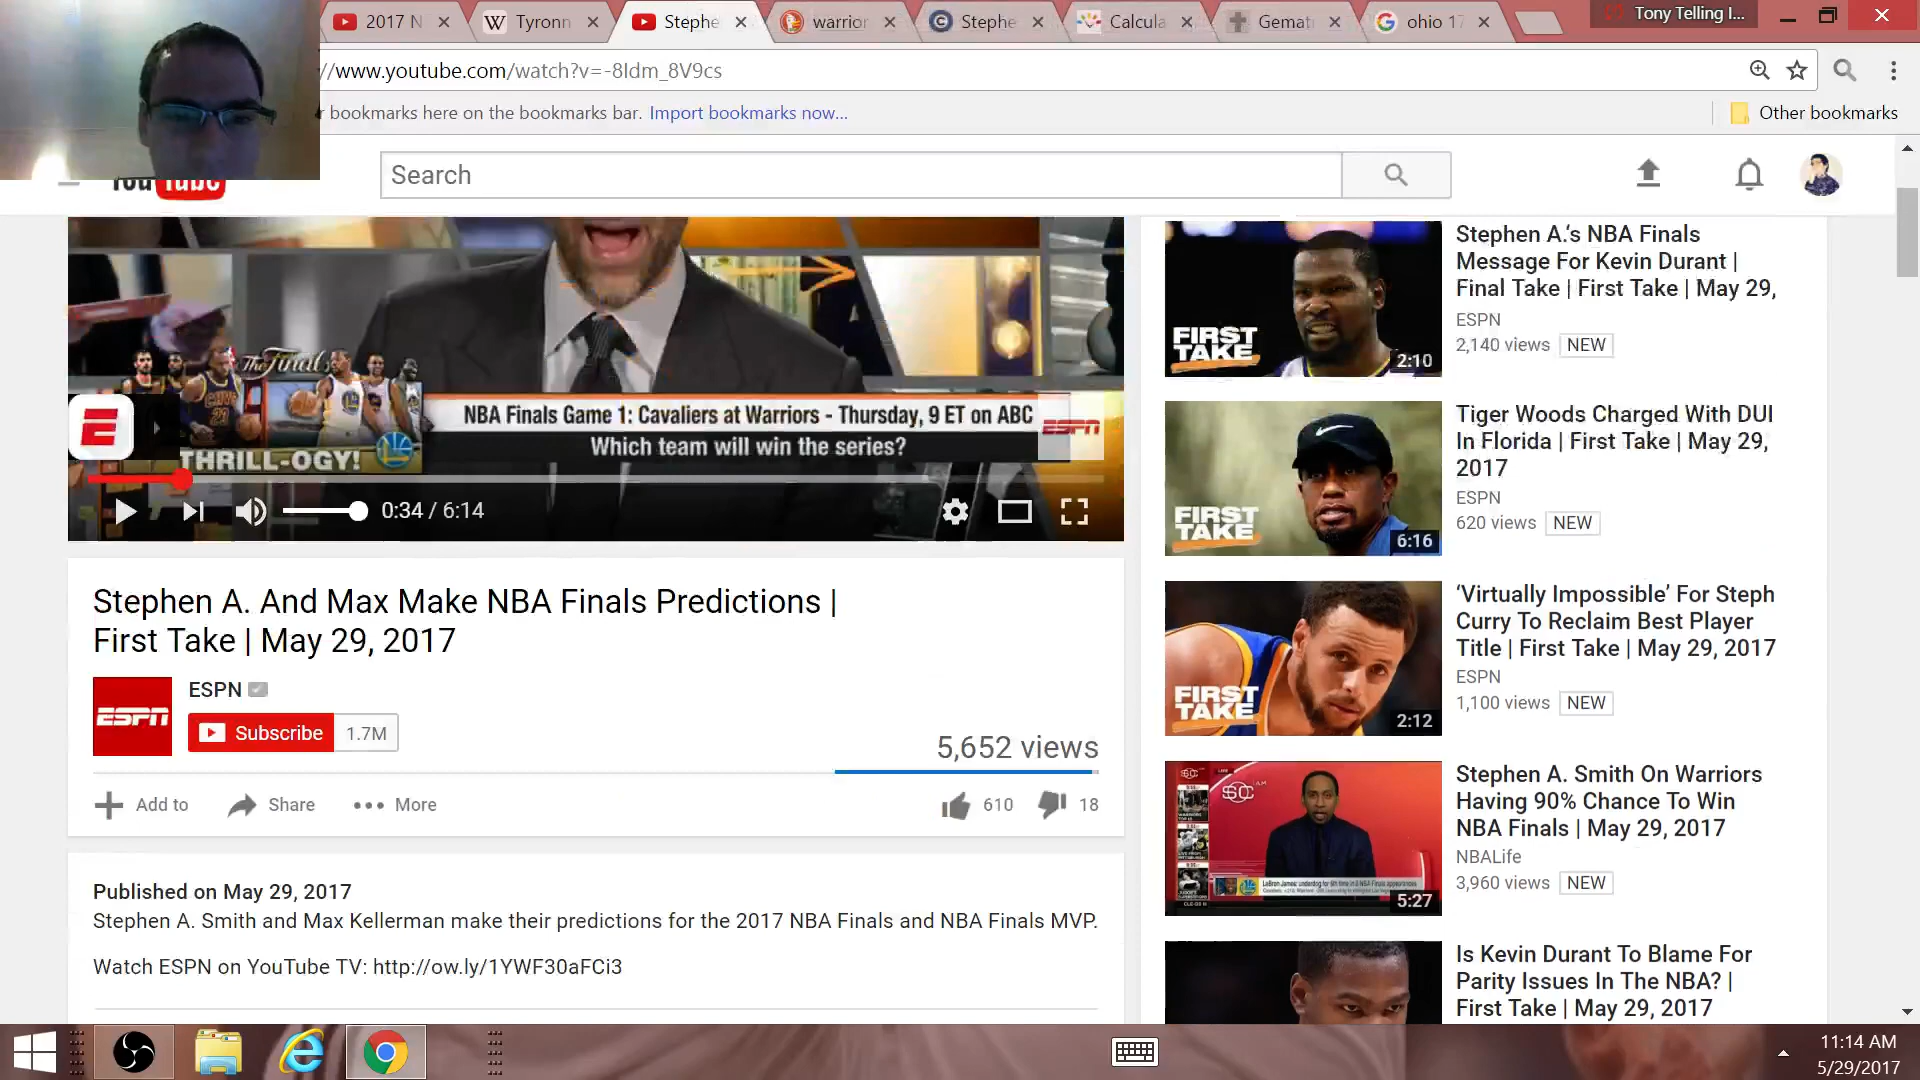 2017 N
Tyronn
Stephe
warrior
Stephe
Calcula
Gemat
ohio 17
Tony Telling I...
//www.youtube.com/watch?v=-8Idm_8V9cs
bookmarks here on the bookmarks bar. Import bookmarks now...
Other bookmarks
YouTube
Search
The Finals
THRILL-OGY!
NBA Finals Game 1: Cavaliers at Warriors - Thursday, 9 ET on ABC
Which team will win the series?
ESPN
0:34 / 6:14
Stephen A. And Max Make NBA Finals Predictions |
First Take | May 29, 2017
ESPN
ESPN
Subscribe 1.7M
5,652 views
Add to Share More
610 18
Published on May 29, 2017
Stephen A. Smith and Max Kellerman make their predictions for the 2017 NBA Finals and NBA Finals MVP.
Watch ESPN on YouTube TV: http://ow.ly/1YWF30aFCi3
FIRST
TAKE
2:10
Stephen A.'s NBA Finals
Message For Kevin Durant |
Final Take | First Take | May 29,
ESPN
2,140 views NEW
FIRST
TAKE
6:16
Tiger Woods Charged With DUI
In Florida | First Take | May 29,
2017
ESPN
620 views NEW
FIRST
TAKE
2:12
‘Virtually Impossible’ For Steph
Curry To Reclaim Best Player
Title | First Take | May 29, 2017
ESPN
1,100 views NEW
SC
5:27
Stephen A. Smith On Warriors
Having 90% Chance To Win
NBA Finals | May 29, 2017
NBALife
3,960 views NEW
Is Kevin Durant To Blame For
Parity Issues In The NBA? |
First Take | May 29, 2017
11:14 AM
5/29/2017